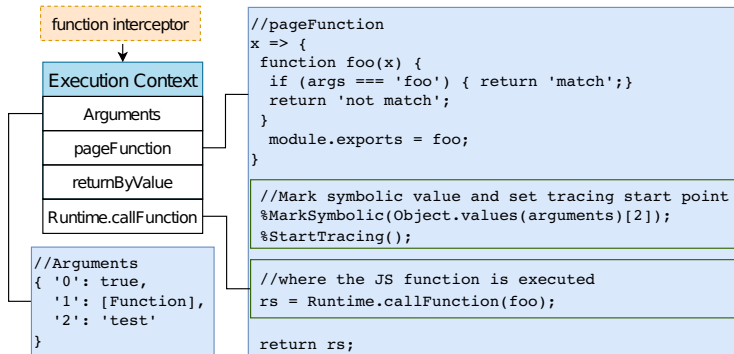 function interceptor
Execution Context
Arguments
pageFunction
returnByValue
Runtime.callFunction
//Arguments
{ '0': true,
  '1': [Function],
  '2': 'test'
}
//pageFunction
x => {
 function foo(x) {
  if (args === 'foo') { return 'match';}
  return 'not match';
 }
  module.exports = foo;
}
//Mark symbolic value and set tracing start point
%MarkSymbolic(Object.values(arguments)[2]);
%StartTracing();
//where the JS function is executed
rs = Runtime.callFunction(foo);
return rs;